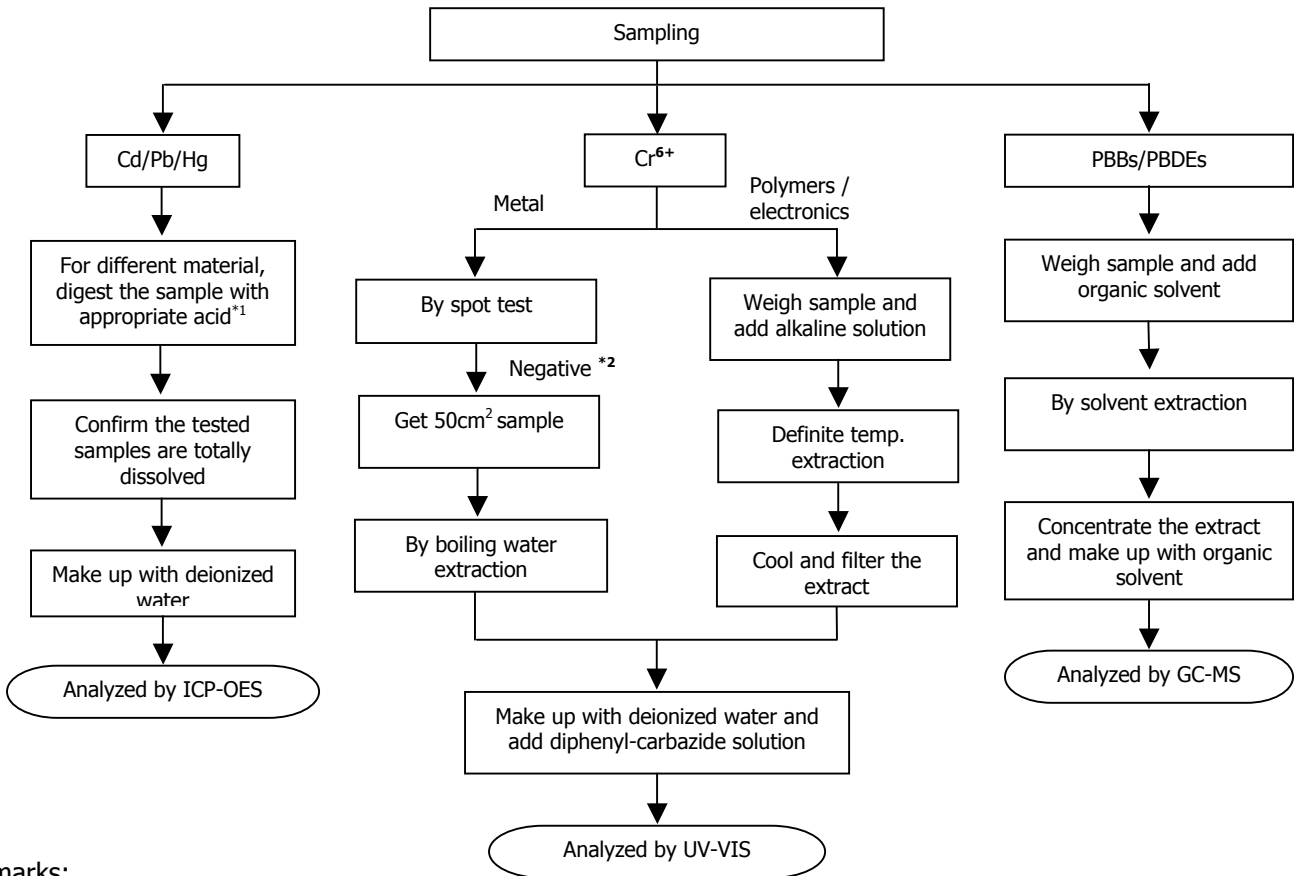 Sampling
Cd/Pb/Hg
For different material,
digest the sample with
appropriate acid*1
Confirm the tested
samples are totally
dissolved
Make up with deionized
water
Analyzed by ICP-OES
Cr6+
Metal
Polymers /
electronics
By spot test
Negative *2
Get 50cm2 sample
By boiling water
extraction
Weigh sample and
add alkaline solution
Definite temp.
extraction
Cool and filter the
extract
Make up with deionized water and
add diphenyl-carbazide solution
Analyzed by UV-VIS
PBBs/PBDEs
Weigh sample and add
organic solvent
By solvent extraction
Concentrate the extract
and make up with organic
solvent
Analyzed by GC-MS
marks: